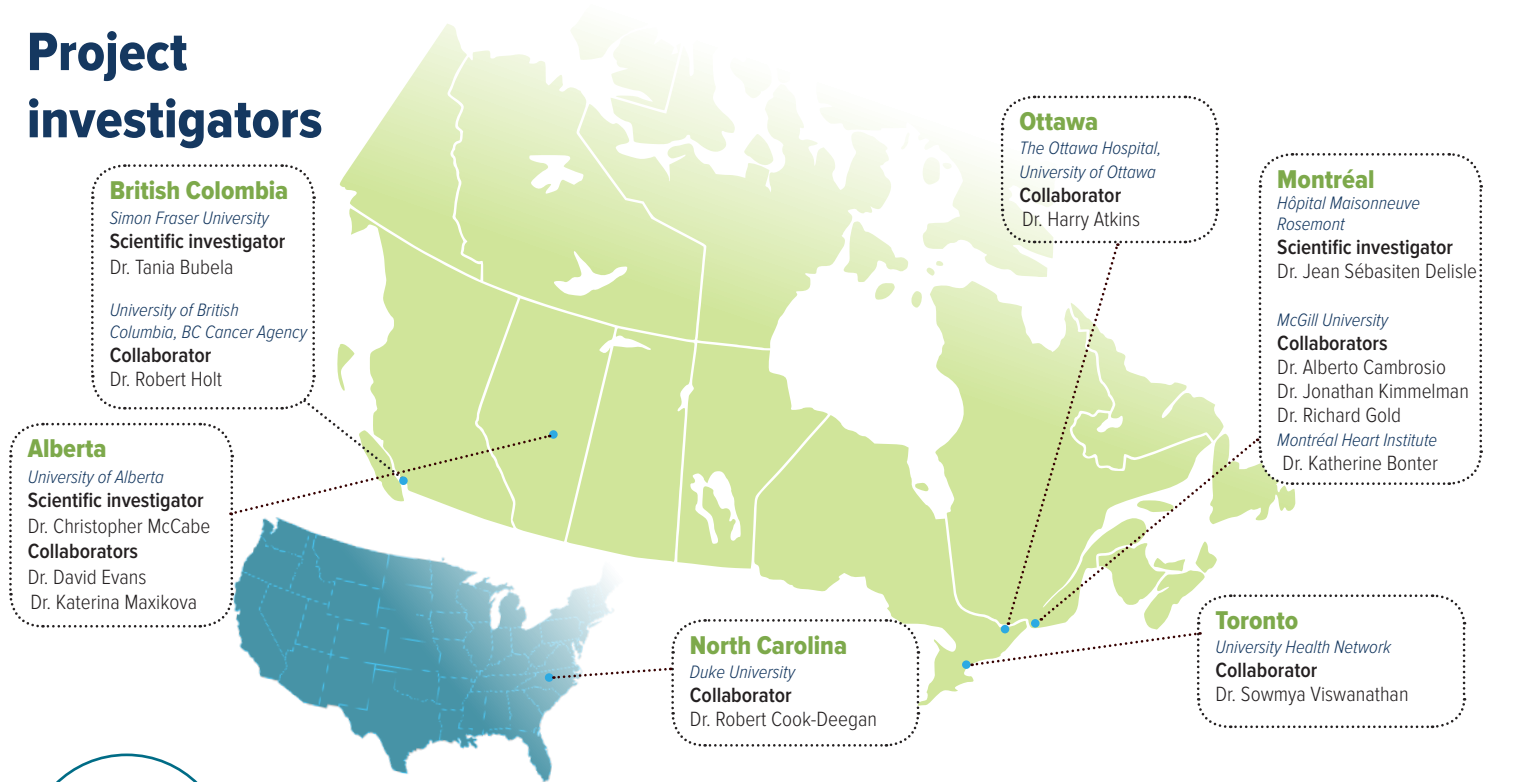 Project
investigators
British Colombia
Simon Fraser University
Scientific investigator
Dr. Tania Bubela
University of British
Columbia, BC Cancer Agency
Collaborator
Dr. Robert Holt
Alberta
University of Alberta
Scientific investigator
Dr. Christopher McCabe
Collaborators
Dr. David Evans
Dr. Katerina Maxikova
North Carolina
Duke University
Collaborator
Dr. Robert Cook-Deegan
Ottawa
The Ottawa Hospital,
University of Ottawa
Collaborator
Dr. Harry Atkins
Montréal
Hôpital Maisonneuve
Rosemont
Scientific investigator
Dr. Jean Sébasiten Delisle
McGill University
Collaborators
Dr. Alberto Cambrosio
Dr. Jonathan Kimmelman
Dr. Richard Gold
Montréal Heart Institute
Dr. Katherine Bonter
Toronto
University Health Network
Collaborator
Dr. Sowmya Viswanathan